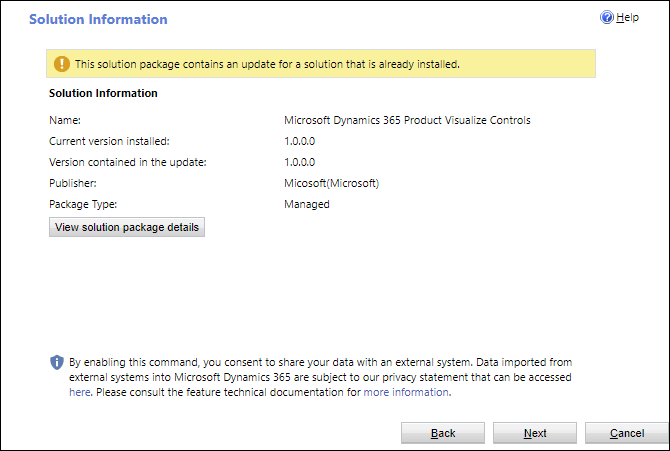 Solution Information
Help
This solution package contains an update for a solution that is already installed.
Solution Information
Name: Microsoft Dynamics 365 Product Visualize Controls
Current version installed: 1.0.0.0
Version contained in the update: 1.0.0.0
Publisher: Micosoft(Microsoft)
Package Type: Managed
View solution package details
By enabling this command, you consent to share your data with an external system. Data imported from
external systems into Microsoft Dynamics 365 are subject to our privacy statement that can be accessed
here. Please consult the feature technical documentation for more information.
Back Next Cancel